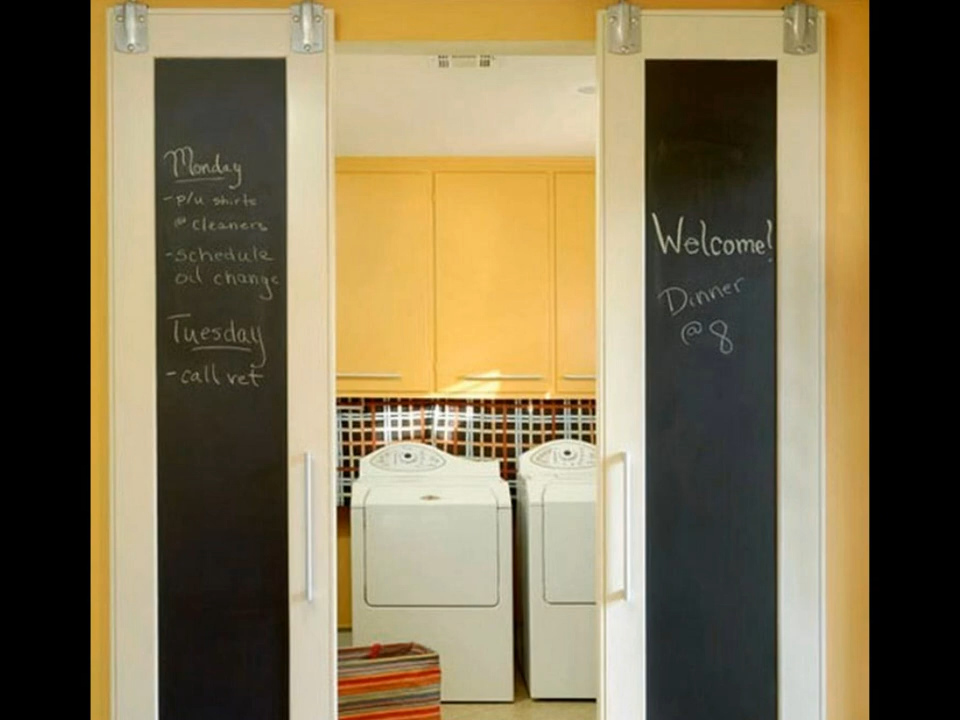 Monday
-p/u shirts
@ cleaners
-schedule
oil change
Tuesday
-call vet
Welcome!
Dinner
@ 8